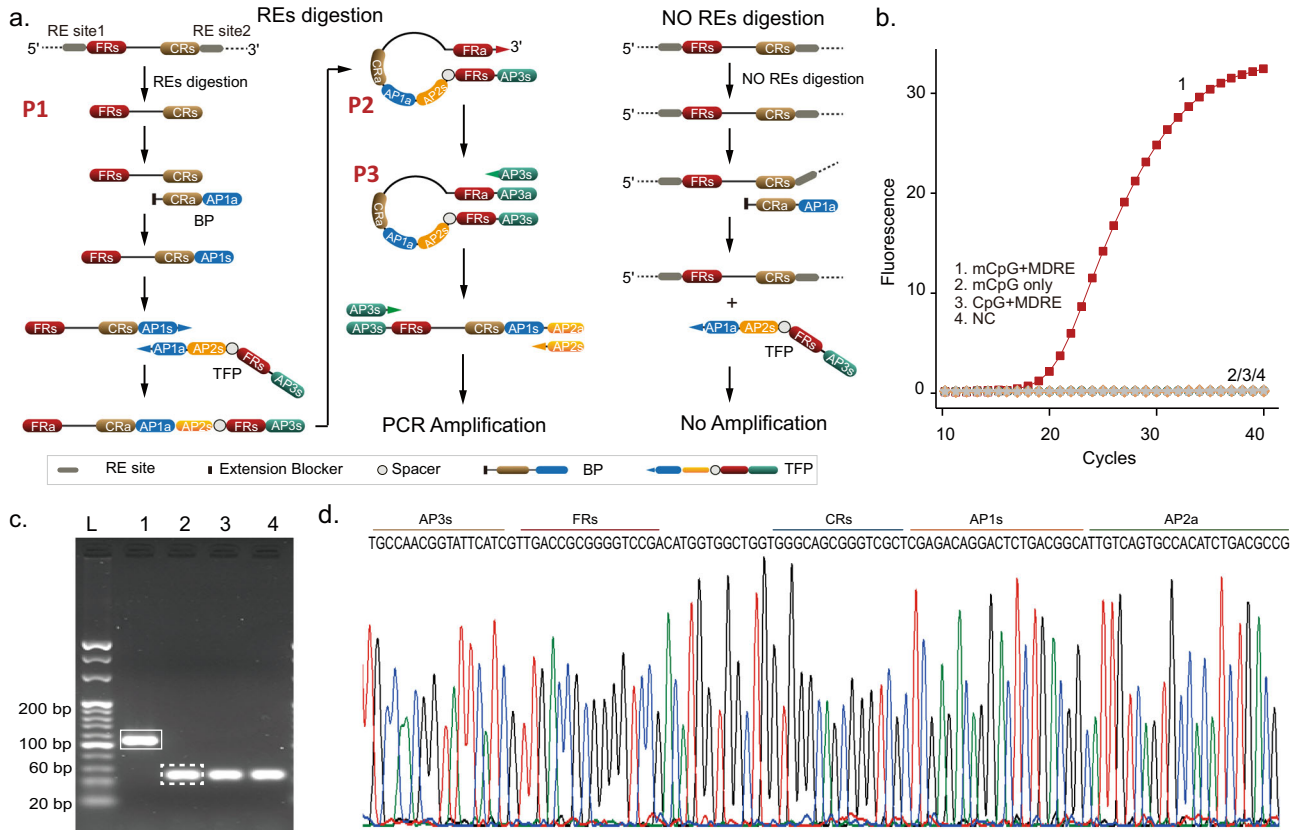 a.
REs digestion
NO REs digestion
b.
RE site1
RE site2
5'
FRs
CRs
3'
REs digestion
P1
FRs
CRs
FRs
CRs
CRa
AP1a
BP
FRs
CRs
AP1s
FRs
CRs
AP1s
AP1a
AP2s
FRs
AP3s
TFP
FRa
CRa
AP1a
AP2s
FRs
AP3s
FRa
3'
CRa
FRs
AP3s
AP1a
AP2s
P2
P3
AP3s
FRa
AP3a
CRa
FRs
AP3s
AP1a
AP2s
AP3s
AP3s
FRs
CRs
AP1s
AP2a
AP2s
PCR Amplification
5'
FRs
CRs
3'
NO REs digestion
5'
FRs
CRs
3'
5'
FRs
CRs
CRa
AP1a
5'
FRs
CRs
3'
+
AP1a
AP2s
FRs
AP3s
TFP
No Amplification
RE site
Extension Blocker
Spacer
BP
TFP
Fluorescence
30
20
10
0
1
1. mCpG+MDRE
2. mCpG only
3. CpG+MDRE
4. NC
2/3/4
10
20
30
40
Cycles
c.
L
1
2
3
4
200 bp
100 bp
60 bp
20 bp
d.
AP3s
FRs
CRs
AP1s
AP2a
TGCCAACGGTATTCATCGTTGACCGCGGGGTCCGACATGGTGGCTGGTGGGCAGCGGGTCGCTCGAGACAGGACTCTGACGGCATTGTCAGTGCCACATCTGACGCCG